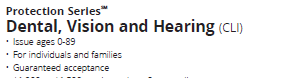 Protection Series℠
Dental, Vision and Hearing (CLI)
• Issue ages 0-89
• For individuals and families
• Guaranteed acceptance